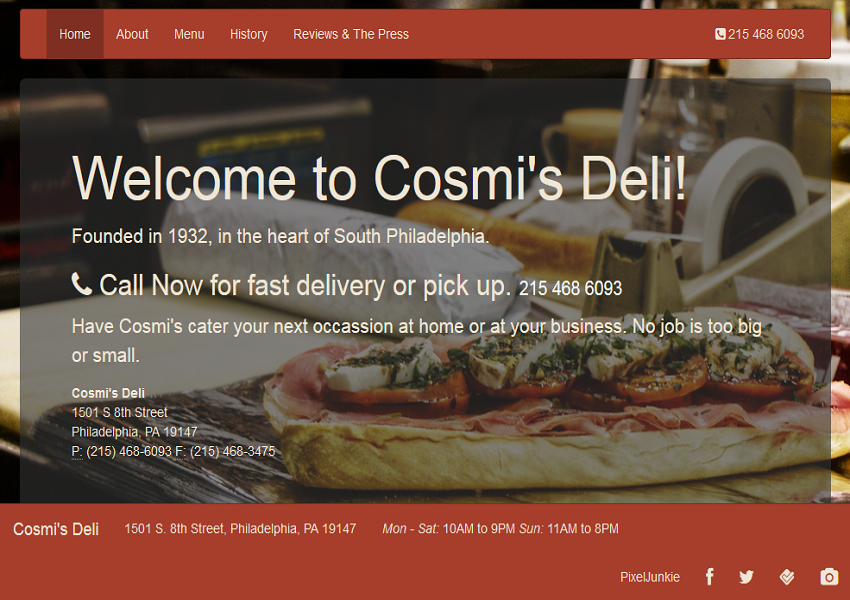 Home About Menu History Reviews & The Press 215 468 6093
Welcome to Cosmi's Deli!
Founded in 1932, in the heart of South Philadelphia.
Call Now for fast delivery or pick up. 215 468 6093
Have Cosmi's cater your next occassion at home or at your business. No job is too big
or small.
Cosmi's Deli
1501 S 8th Street
Philadelphia, PA 19147
P: (215) 468-6093 F: (215) 468-3475
Cosmi's Deli 1501 S. 8th Street, Philadelphia, PA 19147 Mon - Sat: 10AM to 9PM Sun: 11AM to 8PM
PixelJunkie